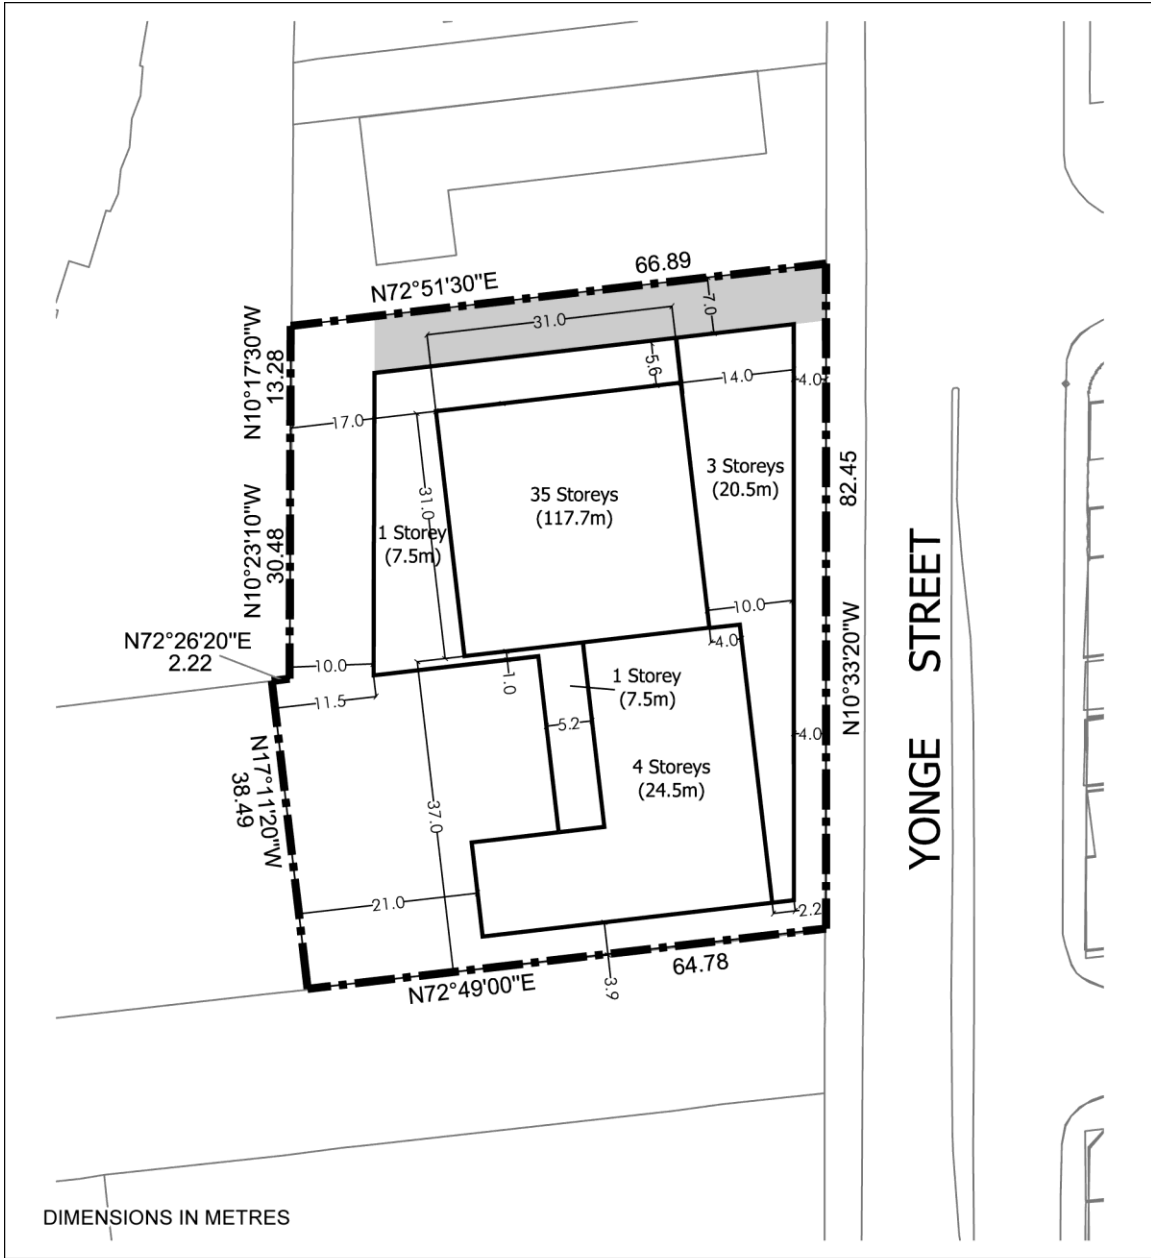 66.89
N72°51'30"E
7.0
31.0
N10°17'30"W
13.28
5.6
14.0
4.0
17.0
82.45
3 Storeys
(20.5m)
35 Storeys
(117.7m)
31.0
1 Storey
(7.5m)
N10°23'10"W
30.48
10.0
4.0
N10°33'20"W
YONGE STREET
N72°26'20"E
2.22
10.0
11.5
1.0
1 Storey
(7.5m)
5.2
4.0
4 Storeys
(24.5m)
N17°11'20"W
38.49
37.0
21.0
2.2
64.78
N72°49'00"E
3.9
DIMENSIONS IN METRES